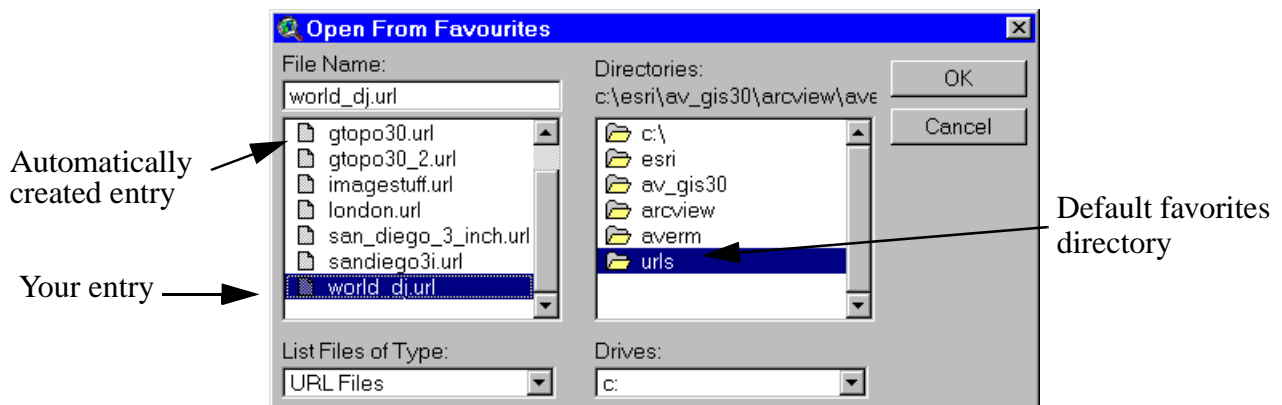 Open From Favourites
File Name:
world_dj.url
gtopo30.url
gtopo30_2.url
imagestuff.url
london.url
san_diego_3_inch.url
sandiego3i.url
world_dj.url
List Files of Type:
URL Files
Directories:
c:\esri\av_gis30\arcview\ave
c:\
esri
av_gis30
arcview
averm
urls
Drives:
c:
OK
Cancel
Automatically
created entry
Your entry
Default favorites
directory